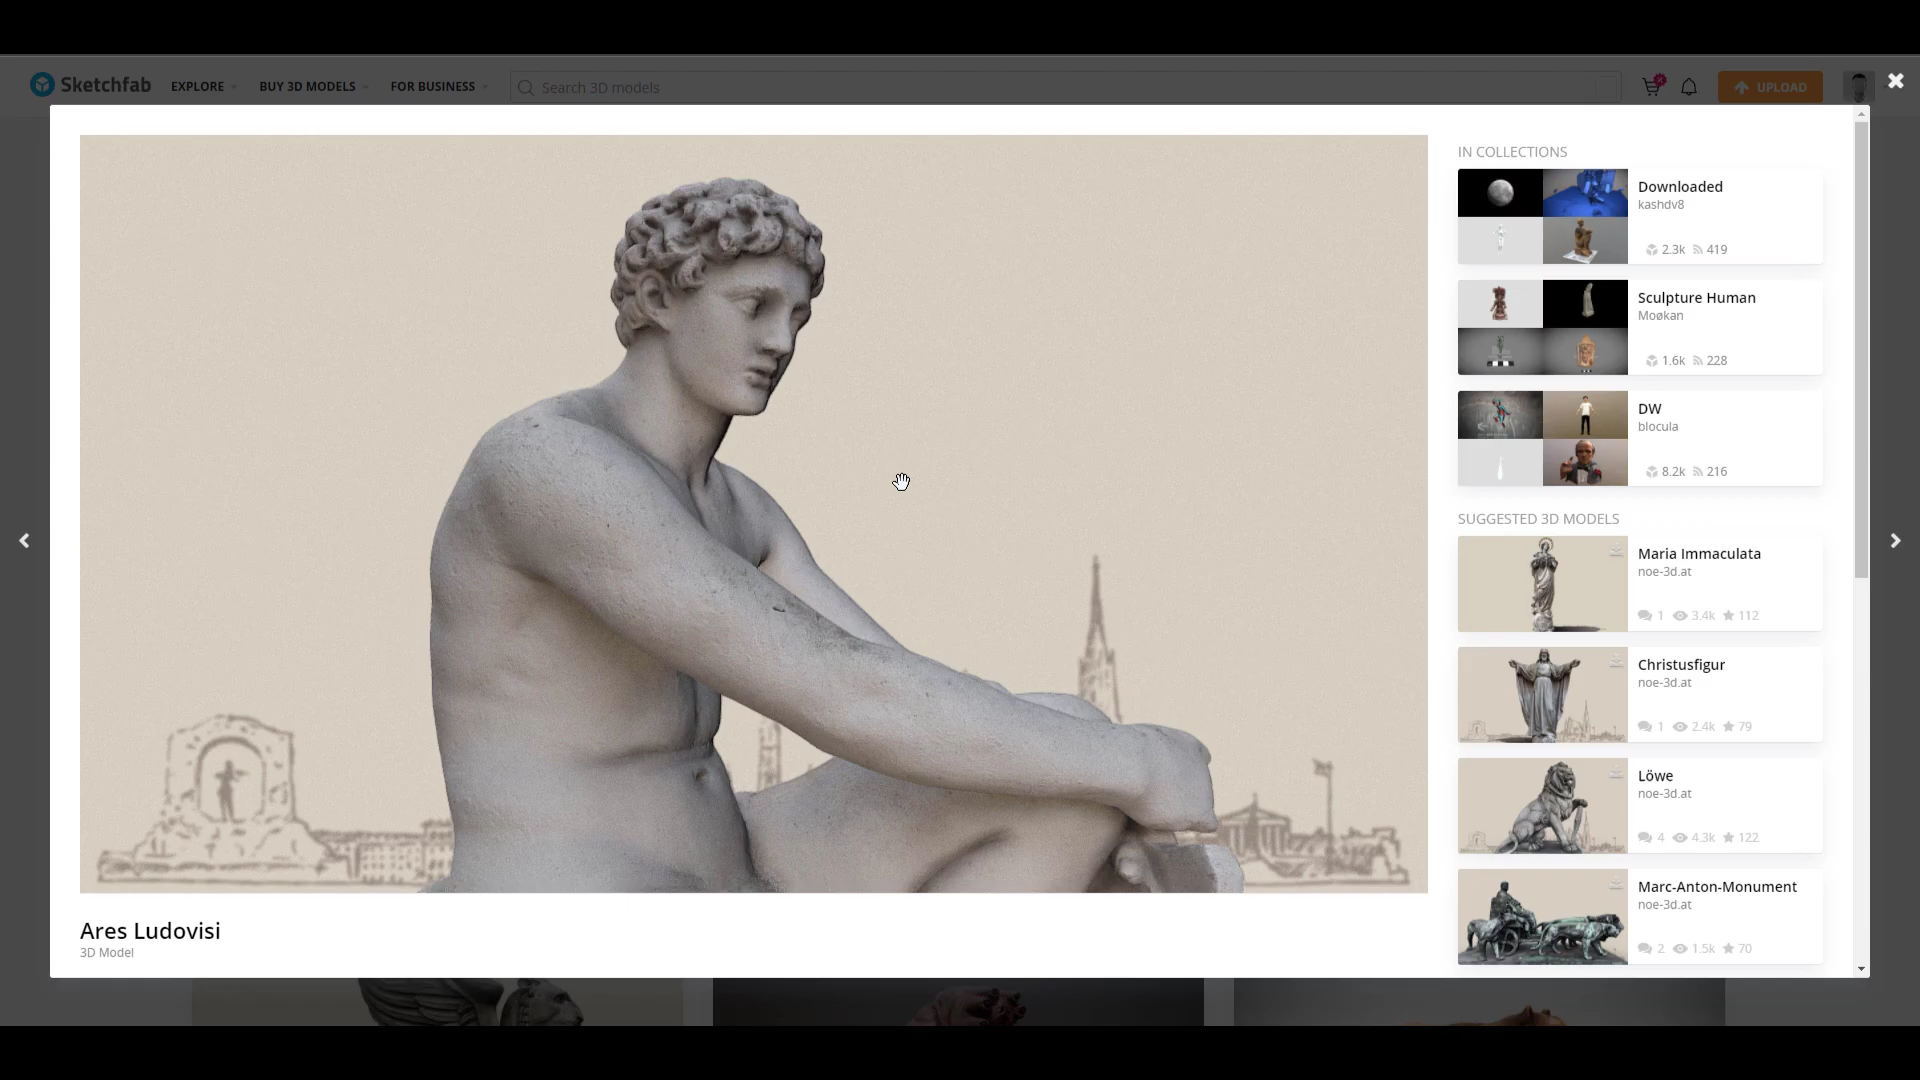 Sketchfab EXPLORE BUY 3D MODELS FOR BUSINESS Search 3D models UPLOAD
IN COLLECTIONS
Downloaded
kashdv8
2.3k 419
Sculpture Human
Moøkan
1.6k 228
DW
blocula
8.2k 216
SUGGESTED 3D MODELS
Maria Immaculata
noe-3d.at
1 3.4k 112
Christusfigur
noe-3d.at
1 2.4k 79
Löwe
noe-3d.at
4 4.3k 122
Marc-Anton-Monument
noe-3d.at
2 1.5k 70
Ares Ludovisi
3D Model